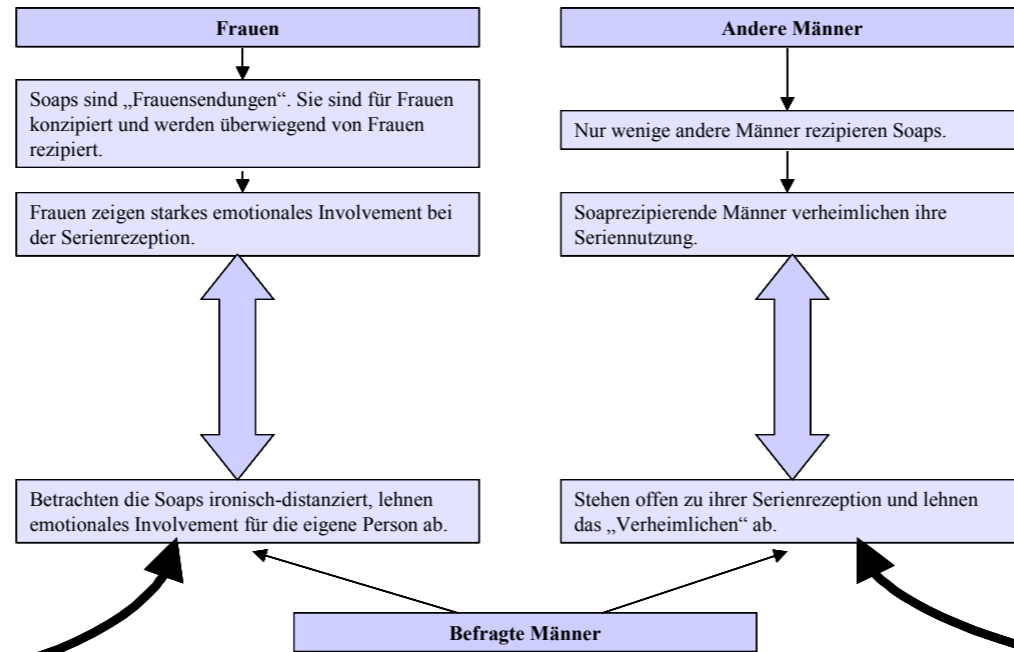 Frauen
Soaps sind „Frauensendungen“. Sie sind für Frauen
konzipiert und werden überwiegend von Frauen
rezipiert.
Frauen zeigen starkes emotionales Involvement bei
der Serienrezeption.
Andere Männer
Nur wenige andere Männer rezipieren Soaps.
Soaprezipierende Männer verheimlichen ihre
Seriennutzung.
Betrachten die Soaps ironisch-distanziert, lehnen
emotionales Involvement für die eigene Person ab.
Stehen offen zu ihrer Serienrezeption und lehnen
das „Verheimlichen“ ab.
Befragte Männer